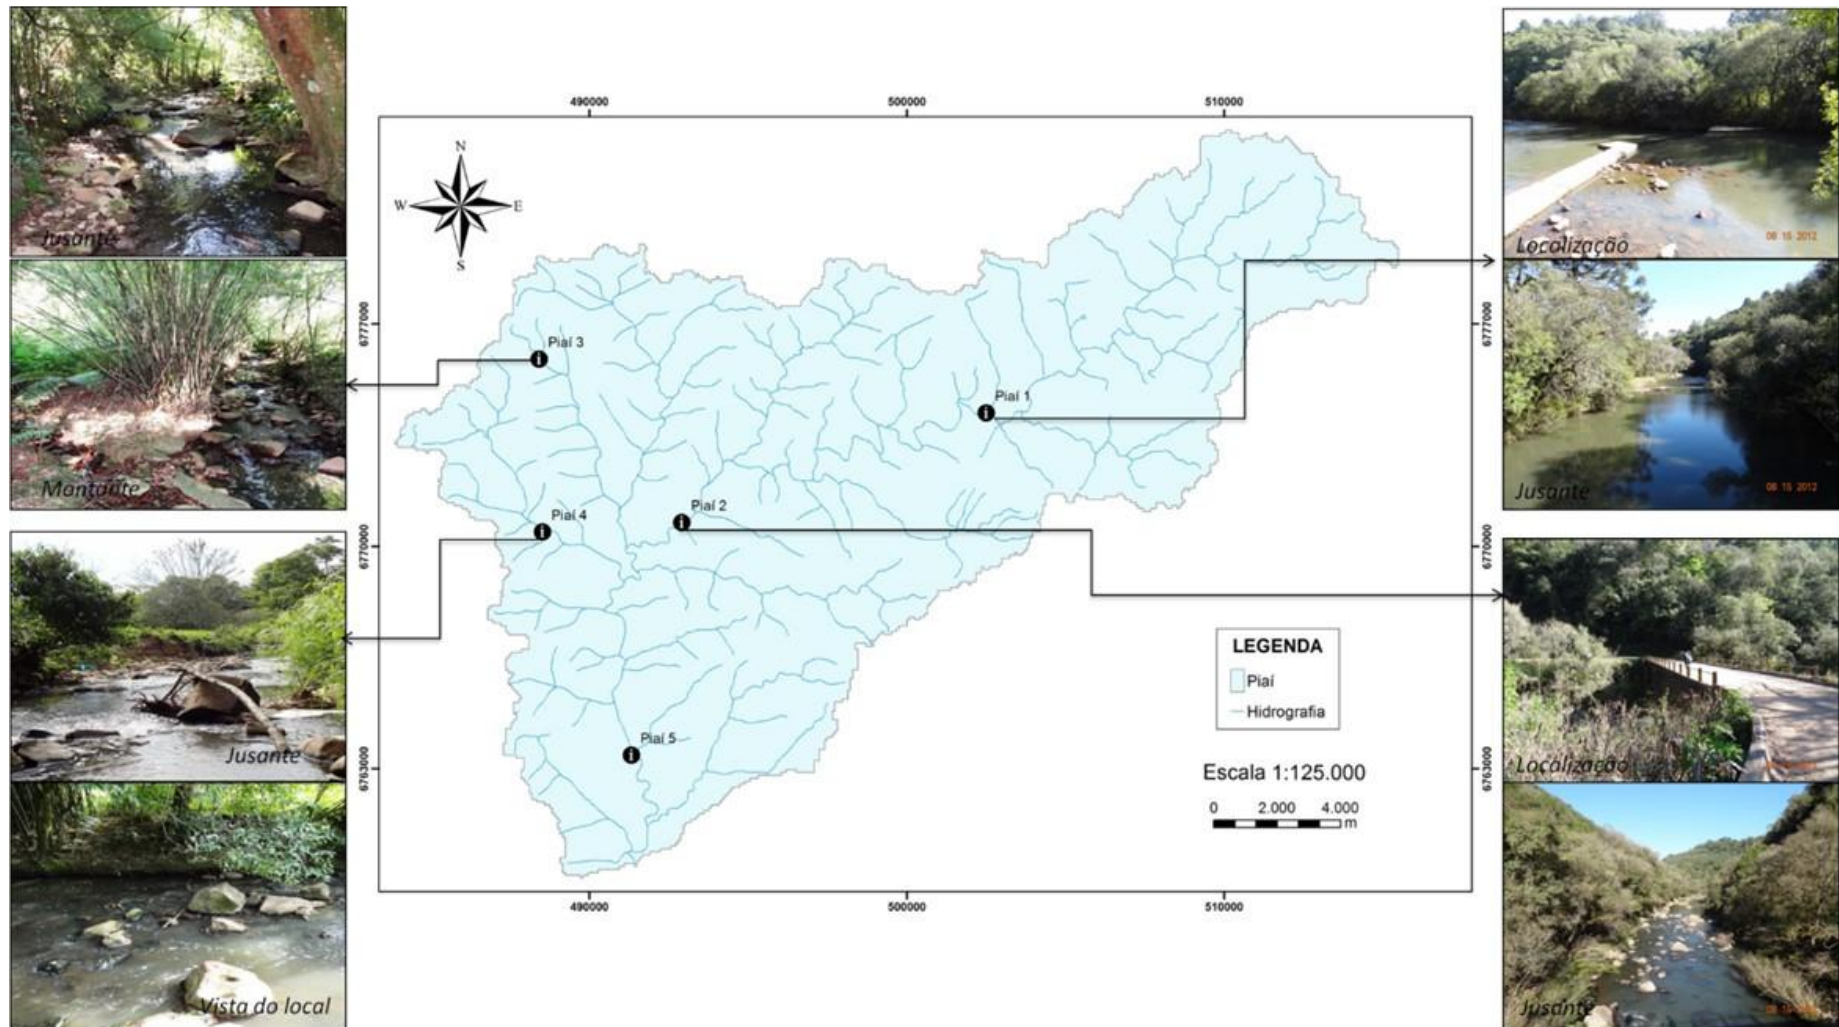 Jusante
Montante
Jusante
Vista do local
490000
500000
510000
N
W
E
S
6777000
6777000
6770000
6770000
6763000
6763000
Piaí 3
Piaí 1
Piaí 4
Piaí 2
Piaí 5
LEGENDA
Piaí
Hidrografia
Escala 1:125.000
0 2.000 4.000
m
490000
500000
510000
Localização
08 15 2012
Jusante
08 15 2012
Localização
Jusante